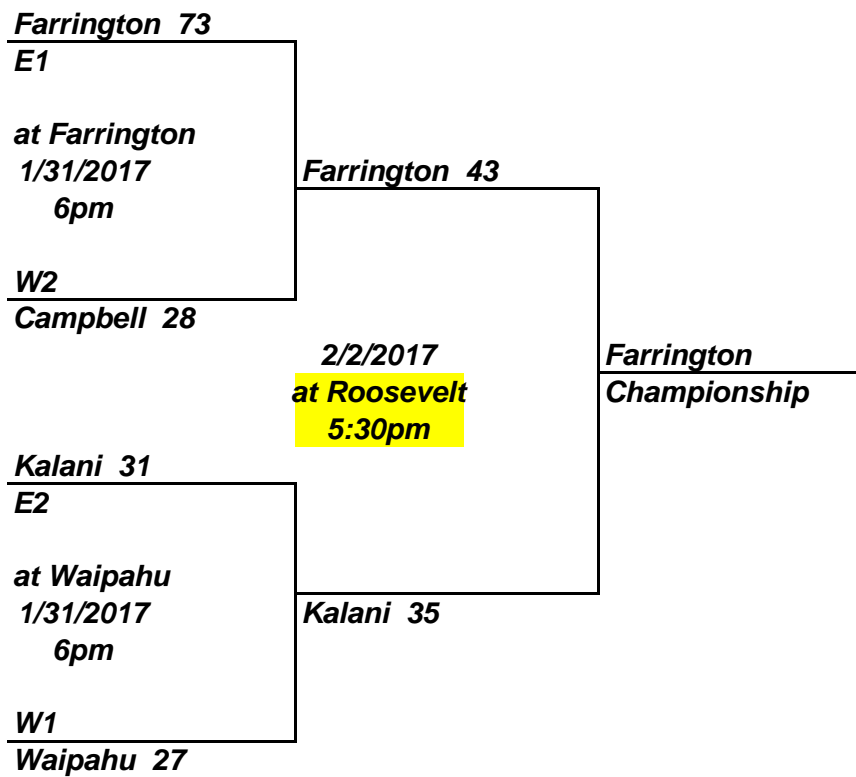 Farrington 73
E1
at Farrington
1/31/2017
6pm
W2
Campbell 28
Farrington 43
2/2/2017
at Roosevelt
5:30pm
Farrington
Championship
Kalani 31
E2
at Waipahu
1/31/2017
6pm
W1
Waipahu 27
Kalani 35